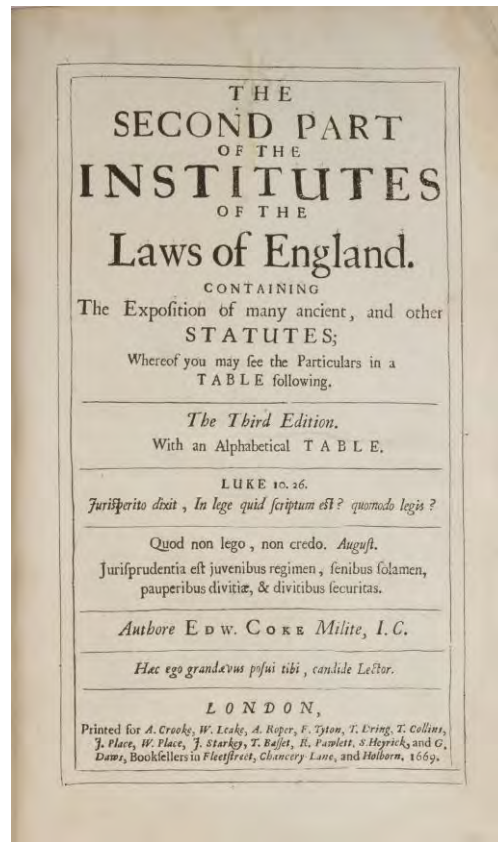 THE
SECOND PART
OF THE
INSTITUTES
OF THE
Laws of England.
CONTAINING
The Expoſition of many ancient, and other
STATUTES;
Whereof you may ſee the Particulars in a
TABLE following.
The Third Edition.
With an Alphabetical TABLE.
LUKE 10. 26.
Juriſperito dixit, In lege quid ſcriptum eſt? quomodo legis?
Quod non lego, non credo. Auguſt.
Juriſprudentia eſt juvenibus regimen, ſenibus ſolamen,
pauperibus divitiæ, & divitibus ſecuritas.
Authore EDW. COKE Milite, I. C.
Hæc ego grandævus poſui tibi, candide Lector.
LONDON,
Printed for A. Crooke, W. Leake, A. Roper, F. Tyton, T. Dring, T. Collins,
J. Place, W. Place, J. Starkey, T. Baſſet, R. Pawlett, S. Heyrick, and G.
Daws, Bookſellers in Fleetſtreet, Chancery-Lane, and Holborn. 1669.